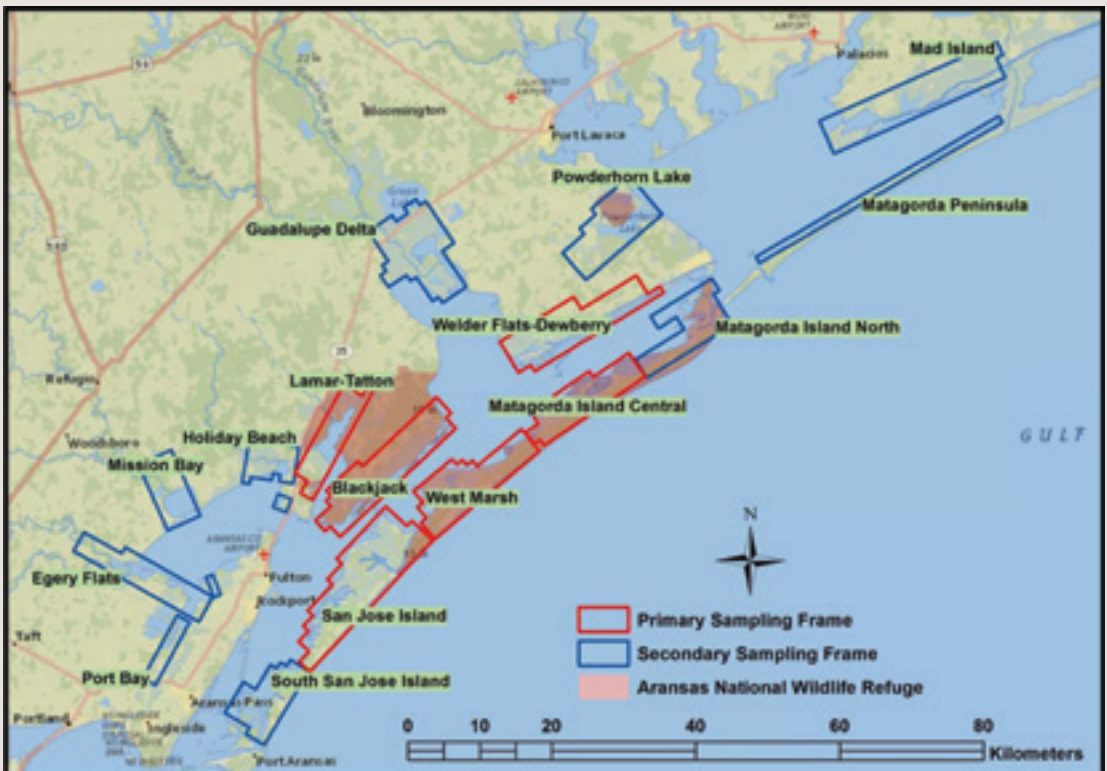 Mad Island
Palacios
59
Bloomington
Port Lavaca
Powderhorn Lake
Matagorda Peninsula
Guadalupe Delta
Welder Flats-Dewberry
Matagorda Island North
35
Lamar-Tatton
Refugio
Matagorda Island Central
GULF
Woodsboro
Holiday Beach
Mission Bay
Blackjack
West Marsh
N
Egery Flats
Fulton
Rockport
San Jose Island
Primary Sampling Frame
Taft
Secondary Sampling Frame
Port Bay
South San Jose Island
Aransas National Wildlife Refuge
Aransas Pass
Portland
Ingleside
Port Aransas
0 10 20 40 60 80
Kilometers